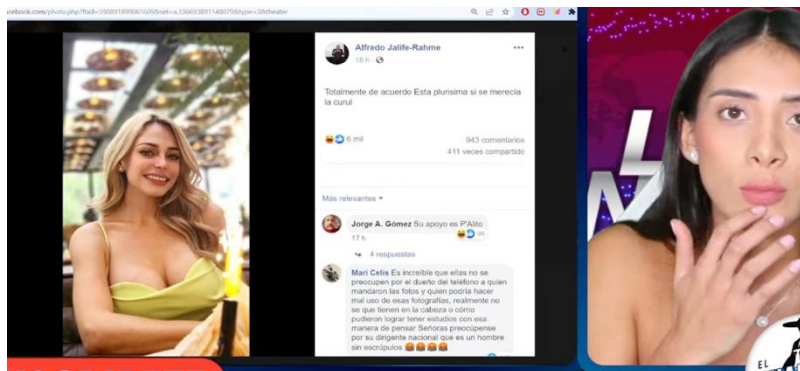 Alfredo Jalife-Rahme
18 h
Totalmente de acuerdo Esta plurisima si se merecia
la curul
6 mil
943 comentarios
411 veces compartido
Más relevantes
Jorge A. Gómez Su apoyo es P'Alito
17 h
96
4 respuestas
Mari Celis Es increíble que ellas no se
preocupen por el dueño del teléfono a quien
mandaron las fotos y quien podría hacer
mal uso de esas fotografías, realmente no
se que tienen en la cabeza o cómo
pudieron lograr tener estudios con esa
manera de pensar Señoras preocúpense
por su dirigente nacional que es un hombre
sin escrúpulos
L
EL